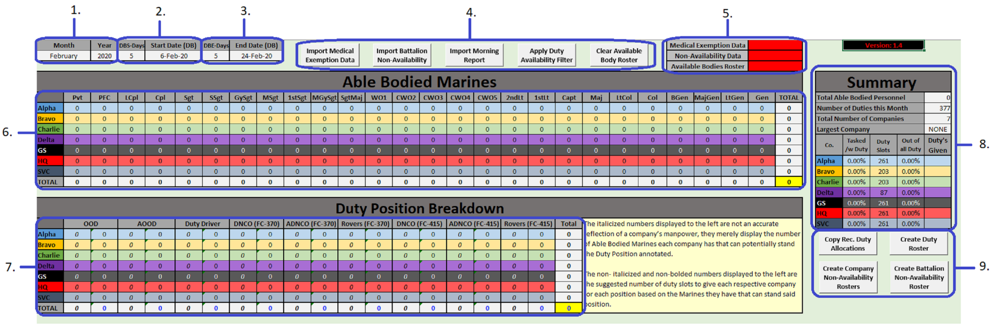 1.
2.
3.
4.
5.
Month Year DBS-Days Start Date (DB) DBE-Days End Date (DB)
February 2020 5 6-Feb-20 5 24-Feb-20
Import Medical
Exemption Data
Import Battalion
Non-Availability
Import Morning
Report
Apply Duty
Availability Filter
Clear Available
Body Roster
Medical Exemption Data
Non-Availability Data
Available Bodies Roster
Version: 1.4
Able Bodied Marines
Pvt PFC LCpl Cpl Sgt SSgt GySgt MSgt 1stSgt MGySgt SgtMaj WO1 CWO2 CWO3 CWO4 CWO5 2ndLt 1stLt Capt Maj LtCol Col BGen MajGen LtGen Gen TOTAL
Alpha 0 0 0 0 0 0 0 0 0 0 0 0 0 0 0 0 0 0 0 0 0 0 0 0 0 0 0
Bravo 0 0 0 0 0 0 0 0 0 0 0 0 0 0 0 0 0 0 0 0 0 0 0 0 0 0 0
Charlie 0 0 0 0 0 0 0 0 0 0 0 0 0 0 0 0 0 0 0 0 0 0 0 0 0 0 0
Delta 0 0 0 0 0 0 0 0 0 0 0 0 0 0 0 0 0 0 0 0 0 0 0 0 0 0 0
GS 0 0 0 0 0 0 0 0 0 0 0 0 0 0 0 0 0 0 0 0 0 0 0 0 0 0 0
HQ 0 0 0 0 0 0 0 0 0 0 0 0 0 0 0 0 0 0 0 0 0 0 0 0 0 0 0
SVC 0 0 0 0 0 0 0 0 0 0 0 0 0 0 0 0 0 0 0 0 0 0 0 0 0 0 0
TOTAL 0 0 0 0 0 0 0 0 0 0 0 0 0 0 0 0 0 0 0 0 0 0 0 0 0 0 0
6.
Summary
Total Able Bodied Personnel 0
Number of Duties this Month 377
Total Number of Companies 7
Largest Company NONE
Co. Tasked /w Duty Duty Slots Out of all Duty Duty's Given
Alpha 0.00% 261 0.00%
Bravo 0.00% 203 0.00%
Charlie 0.00% 203 0.00%
Delta 0.00% 87 0.00%
GS 0.00% 261 0.00%
HQ 0.00% 261 0.00%
SVC 0.00% 261 0.00%
8.
Duty Position Breakdown
OOD AOOD Duty Driver DNCO (FC-370) ADNCO (FC-370) Rovers (FC-370) DNCO (FC-415) ADNCO (FC-415) Rovers (FC-415) Total
Alpha 0 0 0 0 0 0 0 0 0 0 0 0 0 0 0 0 0 0 0
Bravo 0 0 0 0 0 0 0 0 0 0 0 0 0 0 0 0 0 0 0
Charlie 0 0 0 0 0 0 0 0 0 0 0 0 0 0 0 0 0 0 0
Delta 0 0 0 0 0 0 0 0 0 0 0 0 0 0 0 0 0 0 0
GS 0 0 0 0 0 0 0 0 0 0 0 0 0 0 0 0 0 0 0
HQ 0 0 0 0 0 0 0 0 0 0 0 0 0 0 0 0 0 0 0
SVC 0 0 0 0 0 0 0 0 0 0 0 0 0 0 0 0 0 0 0
TOTAL 0 0 0 0 0 0 0 0 0 0 0 0 0 0 0 0 0 0 0
7.
The italicized numbers displayed to the left are not an accurate
reflection of a company's manpower, they merely display the number
of Able Bodied Marines each company has that can potentially stand
the Duty Position annotated.
The non- italicized and non-bolded numbers displayed to the left are
the suggested number of duty slots to give each respective company
for each position based on the Marines they have that can stand said
position.
Copy Rec. Duty
Allocations
Create Duty
Roster
Create Company
Non-Availability
Rosters
Create Battalion
Non-Availability
Roster
9.